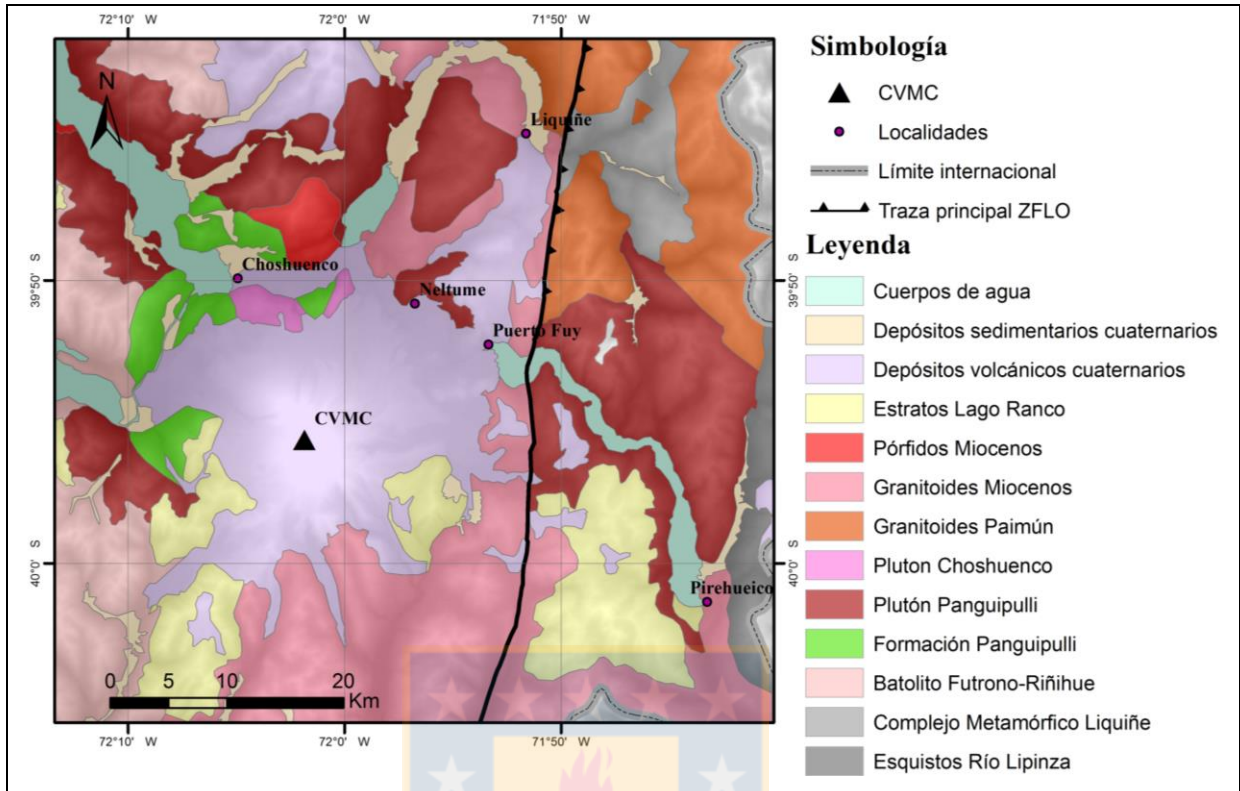 72°10' W
72°0' W
71°50' W
N
Liquiñe
Choshuenco
Neltume
Puerto Fuy
CVMC
Pirehueico
39°50' S
39°50' S
40°0' S
40°0' S
0 5 10 20
Km
72°10' W
72°0' W
71°50' W
Simbología
CVMC
Localidades
Límite internacional
Traza principal ZFLO
Leyenda
Cuerpos de agua
Depósitos sedimentarios cuaternarios
Depósitos volcánicos cuaternarios
Estratos Lago Ranco
Pórfidos Miocenos
Granitoides Miocenos
Granitoides Paimún
Pluton Choshuenco
Plutón Panguipulli
Formación Panguipulli
Batolito Futrono-Riñihue
Complejo Metamórfico Liquiñe
Esquistos Río Lipinza